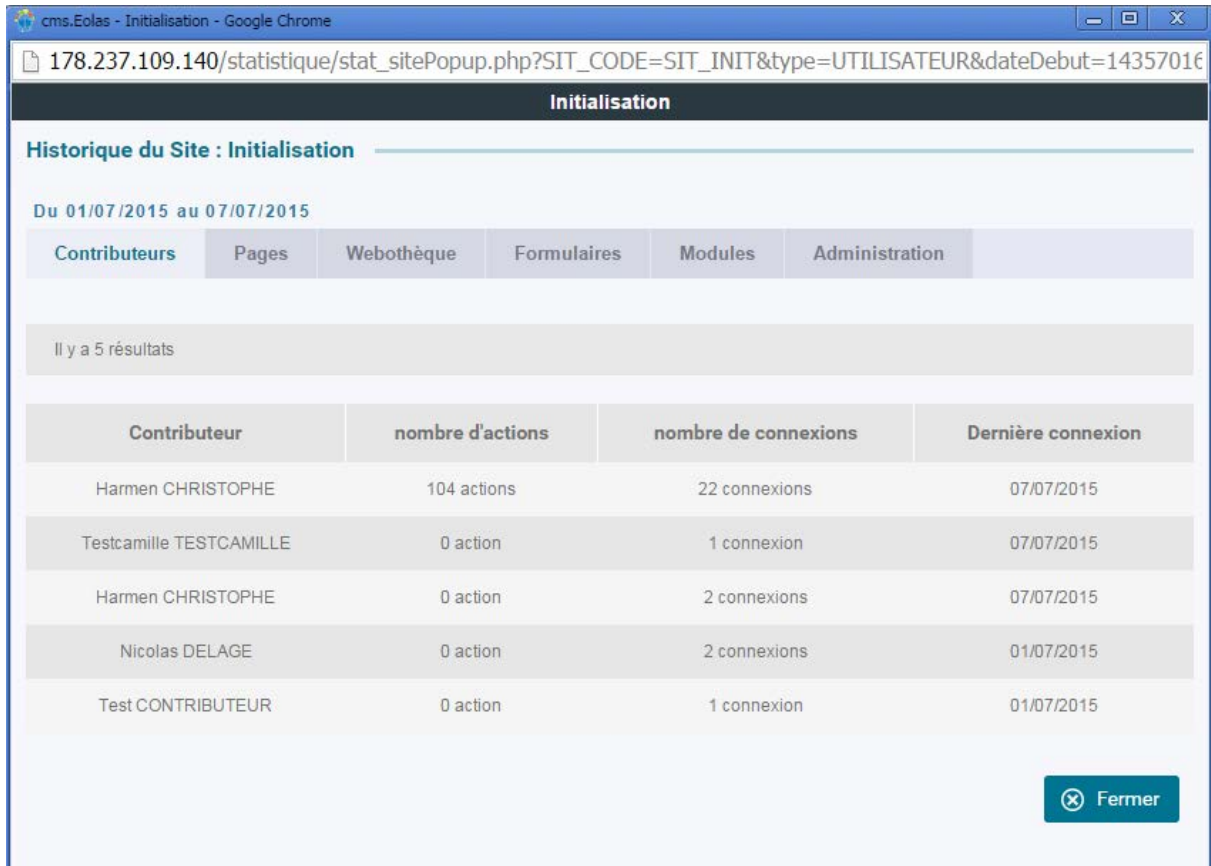 cms.Eolas - Initialisation - Google Chrome
178.237.109.140/statistique/stat_sitePopup.php?SIT_CODE=SIT_INIT&type=UTILISATEUR&dateDebut=14357016
Initialisation
Historique du Site : Initialisation
Du 01/07/2015 au 07/07/2015
Contributeurs Pages Webothèque Formulaires Modules Administration
Il y a 5 résultats
Contributeur nombre d'actions nombre de connexions Dernière connexion
Harmen CHRISTOPHE 104 actions 22 connexions 07/07/2015
Testcamille TESTCAMILLE 0 action 1 connexion 07/07/2015
Harmen CHRISTOPHE 0 action 2 connexions 07/07/2015
Nicolas DELAGE 0 action 2 connexions 01/07/2015
Test CONTRIBUTEUR 0 action 1 connexion 01/07/2015
Fermer